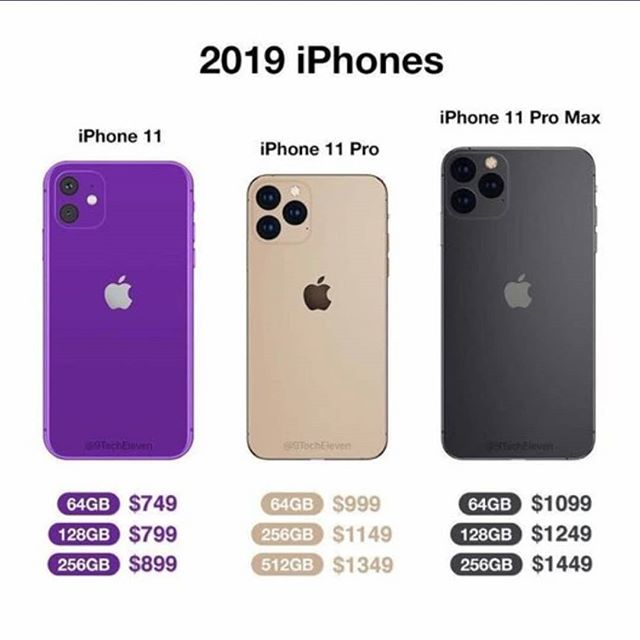 2019 iPhones
iPhone 11
iPhone 11 Pro
iPhone 11 Pro Max
@9TechEleven
@9TechEleven
@9TechEleven
64GB $749
128GB $799
256GB $899
64GB $999
256GB $1149
512GB $1349
64GB $1099
128GB $1249
256GB $1449